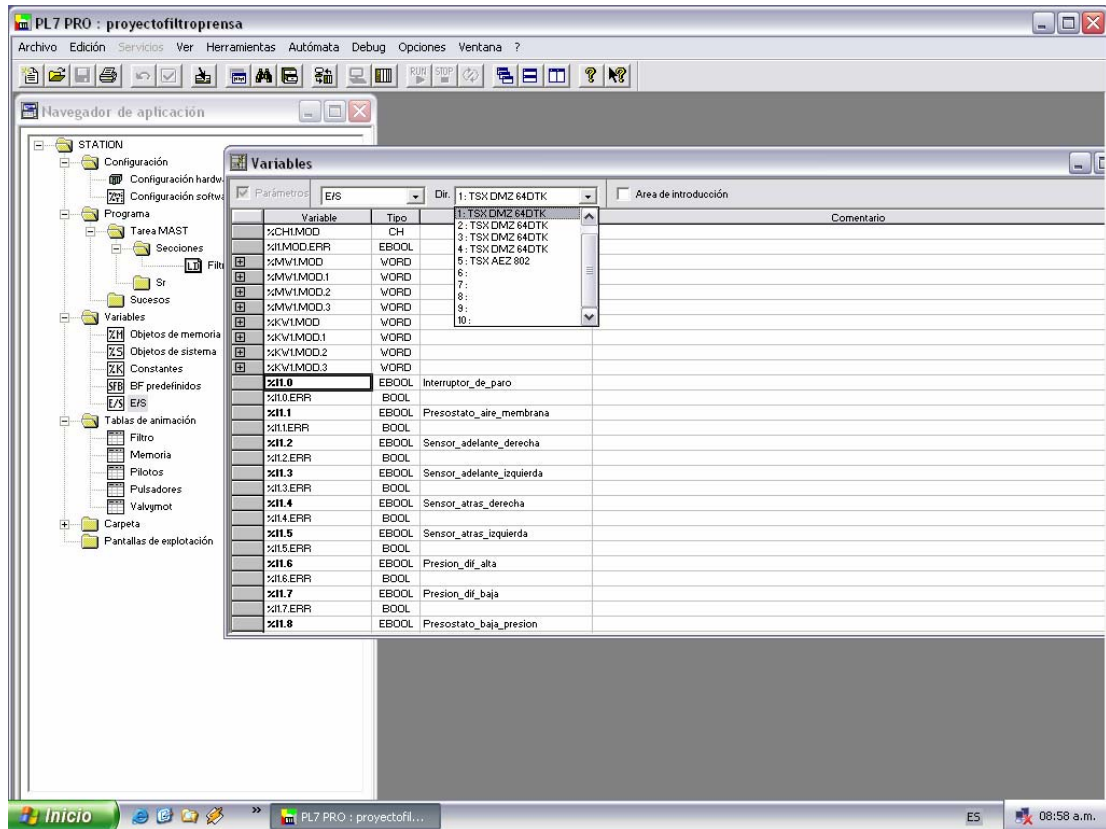 PL7 PRO : proyectofiltroprensa
Archivo Edición Servicios Ver Herramientas Autómata Debug Opciones Ventana ?
RUN STOP
Navegador de aplicación
STATION
Configuración
Configuración hardw
Configuración softwa
Programa
Tarea MAST
Secciones
LD Filt
Sr
Sucesos
Variables
%M Objetos de memoria
%S Objetos de sistema
%K Constantes
SFB BF predefinidos
E/S E/S
Tablas de animación
Filtro
Memoria
Pilotos
Pulsadores
Valvymot
Carpeta
Pantallas de explotación
Variables
Parámetros E/S Dir. 1: TSX DMZ 64DTK Area de introducción
1: TSX DMZ 64DTK
2: TSX DMZ 64DTK
3: TSX DMZ 64DTK
4: TSX DMZ 64DTK
5: TSX AEZ 802
6:
7:
8:
9:
10:
Variable Tipo Comentario
%CH1.MOD CH
%I1.MOD.ERR EBOOL
%MW1.MOD WORD
%MW1.MOD.1 WORD
%MW1.MOD.2 WORD
%MW1.MOD.3 WORD
%KW1.MOD WORD
%KW1.MOD.1 WORD
%KW1.MOD.2 WORD
%KW1.MOD.3 WORD
%I1.0 EBOOL Interruptor_de_paro
%I1.0.ERR BOOL
%I1.1 EBOOL Presostato_aire_membrana
%I1.1.ERR BOOL
%I1.2 EBOOL Sensor_adelante_derecha
%I1.2.ERR BOOL
%I1.3 EBOOL Sensor_adelante_izquierda
%I1.3.ERR BOOL
%I1.4 EBOOL Sensor_atras_derecha
%I1.4.ERR BOOL
%I1.5 EBOOL Sensor_atras_izquierda
%I1.5.ERR BOOL
%I1.6 EBOOL Presion_dif_alta
%I1.6.ERR BOOL
%I1.7 EBOOL Presion_dif_baja
%I1.7.ERR BOOL
%I1.8 EBOOL Presostato_baja_presion
Inicio » PL7 PRO : proyectofil... ES 08:58 a.m.